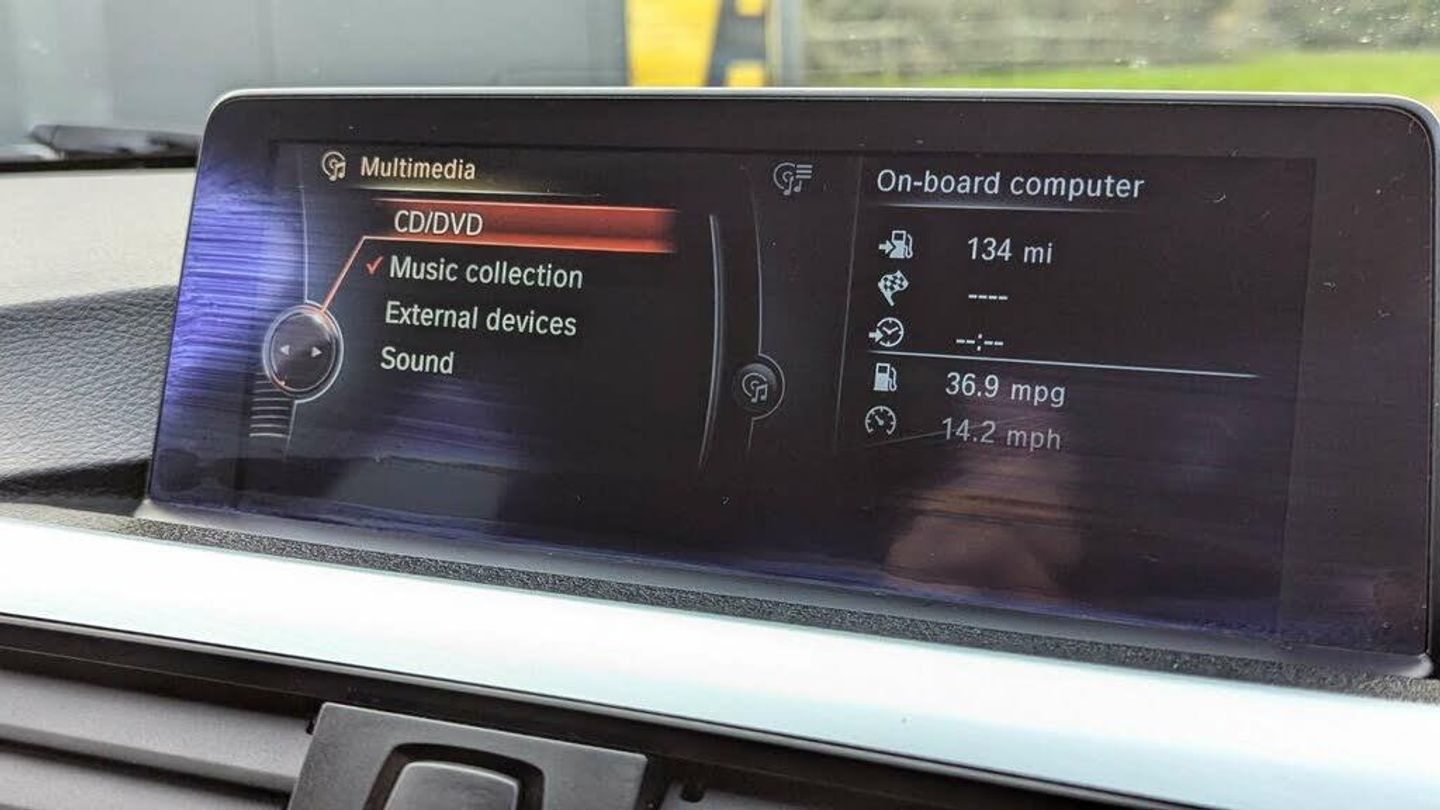 Multimedia
CD/DVD
Music collection
External devices
Sound
On-board computer
134 mi
----
--:--
36.9 mpg
14.2 mph